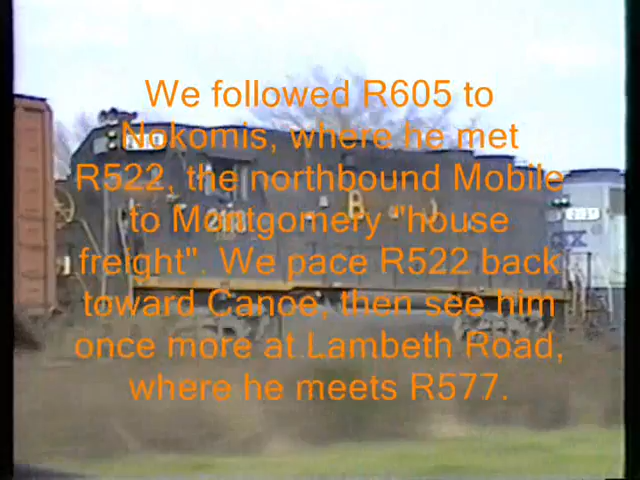 We followed R605 to
Nokomis, where he met
R522, the northbound Mobile
to Montgomery "house
freight". We pace R522 back
toward Canoe, then see him
once more at Lambeth Road,
where he meets R577.